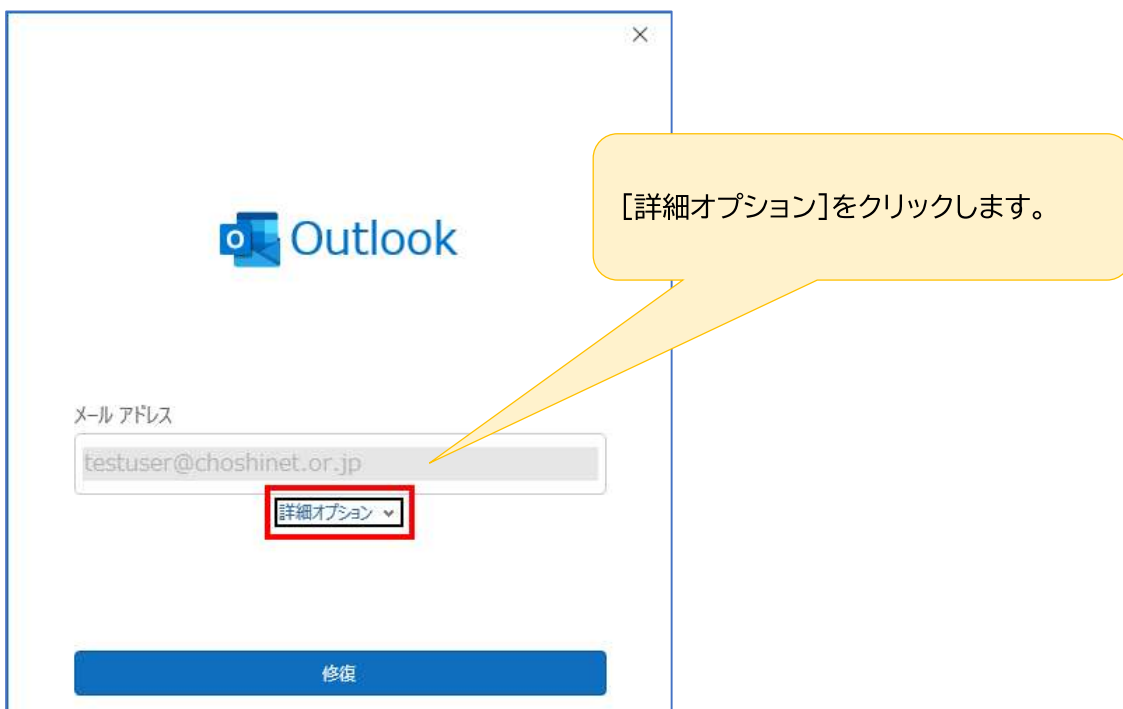 [詳細オプション]をクリックします。
Outlook
メール アドレス
testuser@choshinet.or.jp
詳細オプション
修復